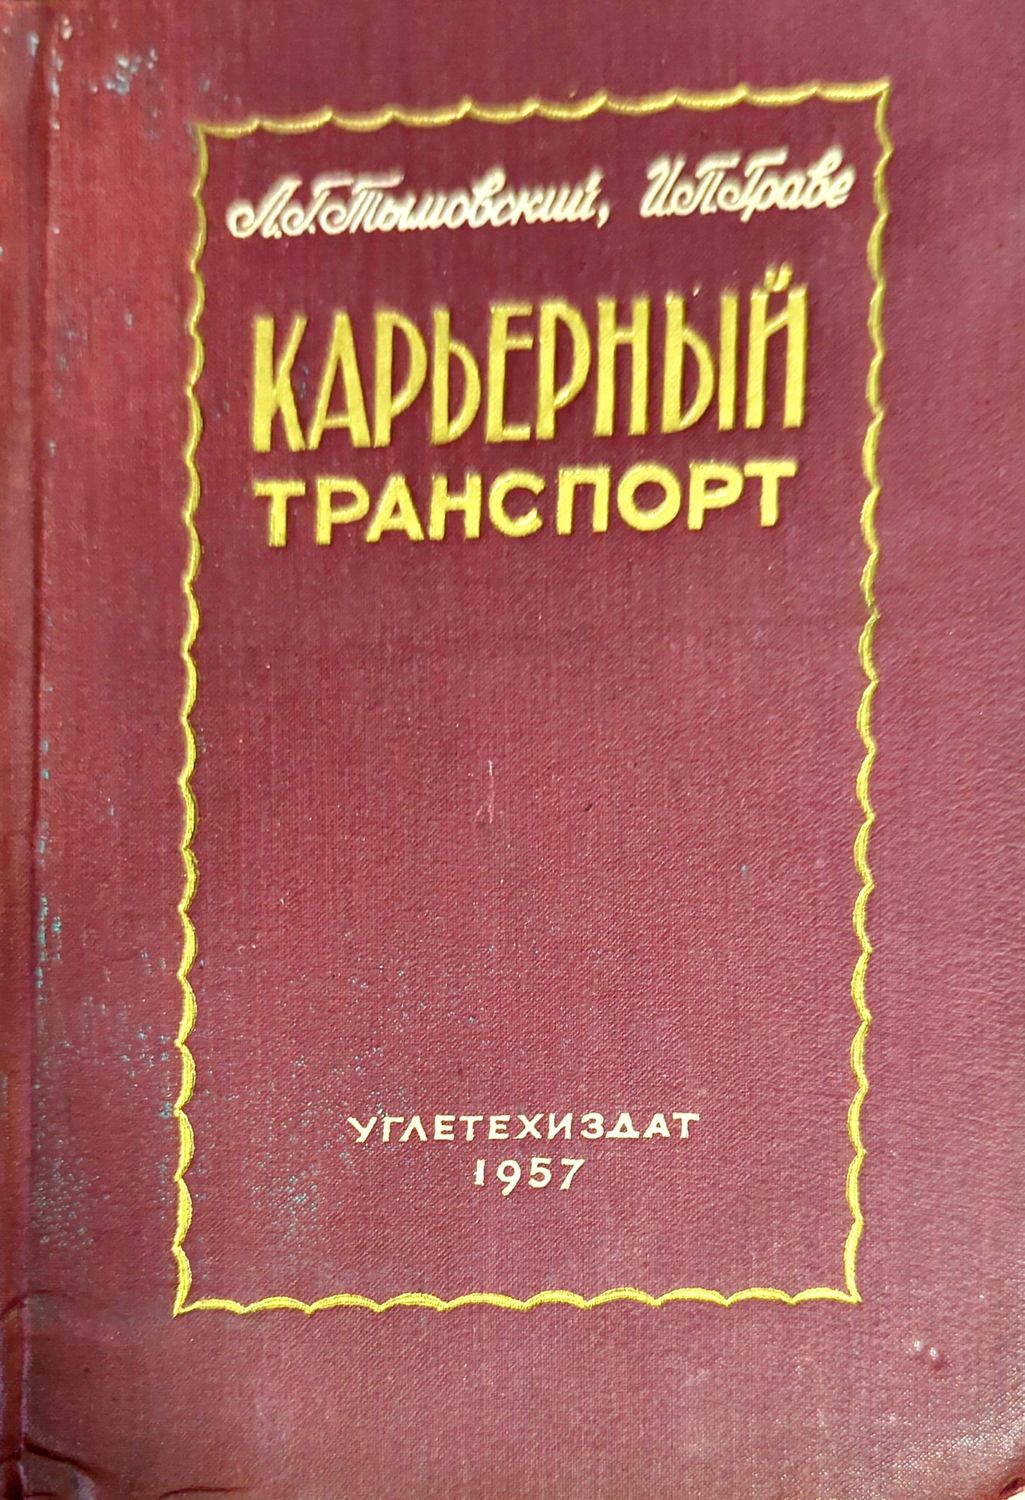 Л.Г.Тымовский, И.П.Граве
КАРЬЕРНЫЙ
ТРАНСПОРТ
УГЛЕТЕХИЗДАТ
1957